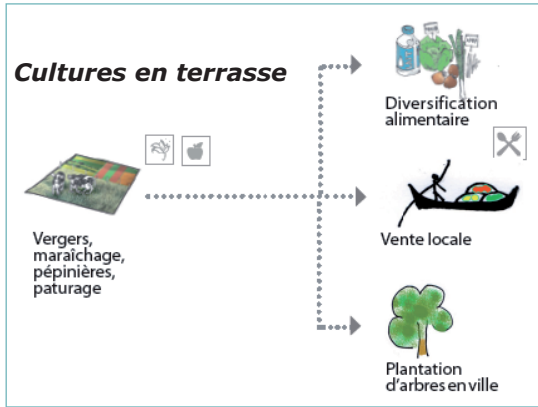 Cultures en terrasse
Diversification
alimentaire
Vergers,
maraîchage,
pépinières,
paturage
Vente locale
Plantation
d'arbres en ville